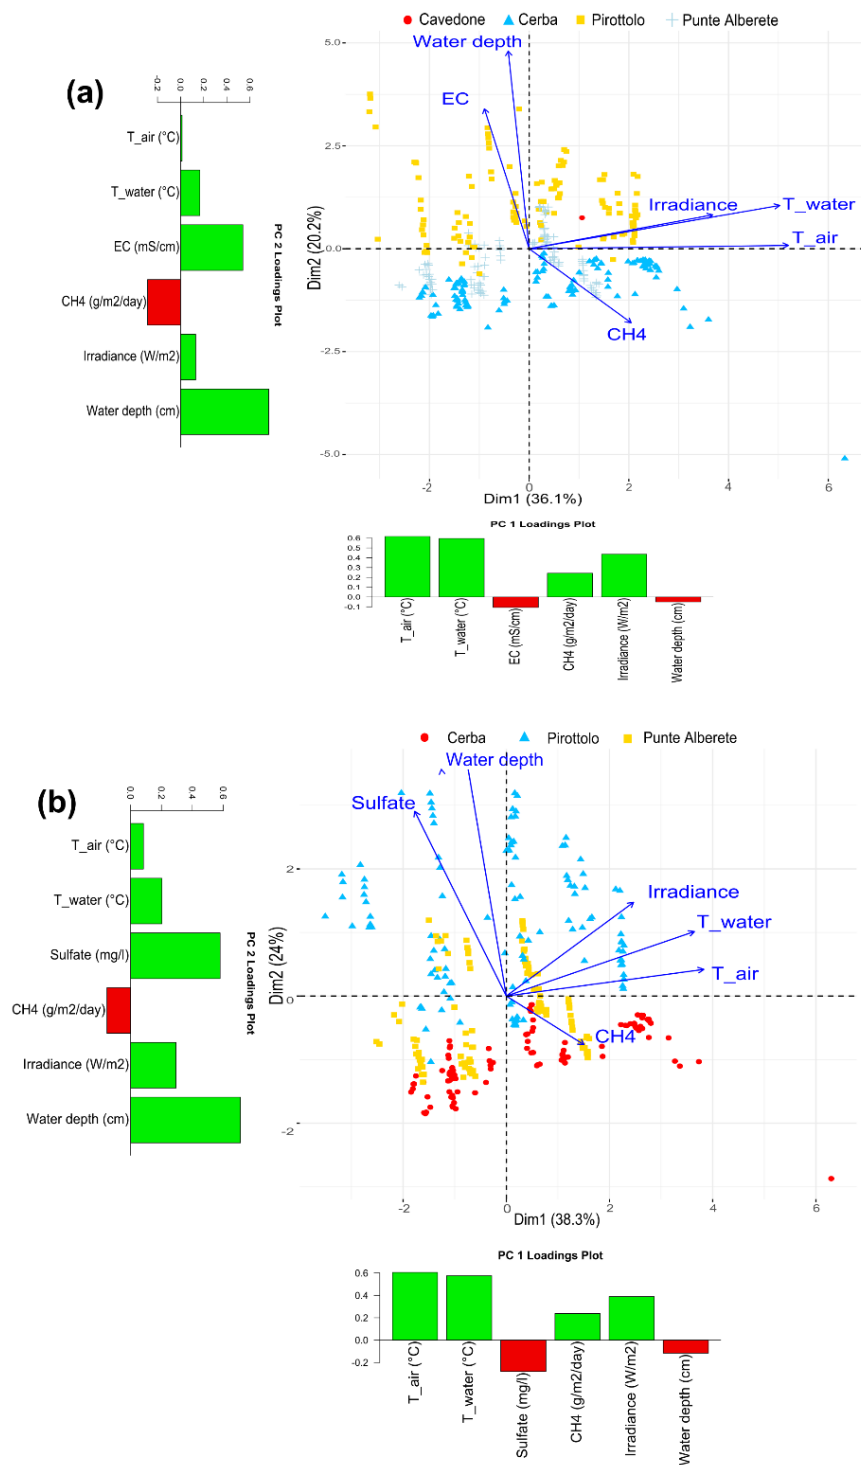 Cavedone Cerba Pirottolo Punte Alberete
(a)
-0.2 0.0 0.2 0.4 0.6
T_air (°C)
T_water (°C)
EC (mS/cm)
CH4 (g/m2/day)
Irradiance (W/m2)
Water depth (cm)
PC 2 Loadings Plot
Dim2 (20.2%)
5.0
2.5
0.0
-2.5
-5.0
Water depth
EC
Irradiance
T_water
T_air
CH4
-2 0 2 4 6
Dim1 (36.1%)
PC 1 Loadings Plot
0.6
0.5
0.4
0.3
0.2
0.0
-0.1
T_air (°C)
T_water (°C)
EC (mS/cm)
CH4 (g/m2/day)
Irradiance (W/m2)
Water depth (cm)
Cerba Pirottolo Punte Alberete
(b)
0.0 0.2 0.4 0.6
T_air (°C)
T_water (°C)
Sulfate (mg/l)
CH4 (g/m2/day)
Irradiance (W/m2)
Water depth (cm)
PC 2 Loadings Plot
Dim2 (24%)
2
0
-2
Water depth
Sulfate
Irradiance
T_water
T_air
CH4
-2 0 2 4 6
Dim1 (38.3%)
PC 1 Loadings Plot
0.6
0.4
0.2
0.0
-0.2
T_air (°C)
T_water (°C)
Sulfate (mg/l)
CH4 (g/m2/day)
Irradiance (W/m2)
Water depth (cm)